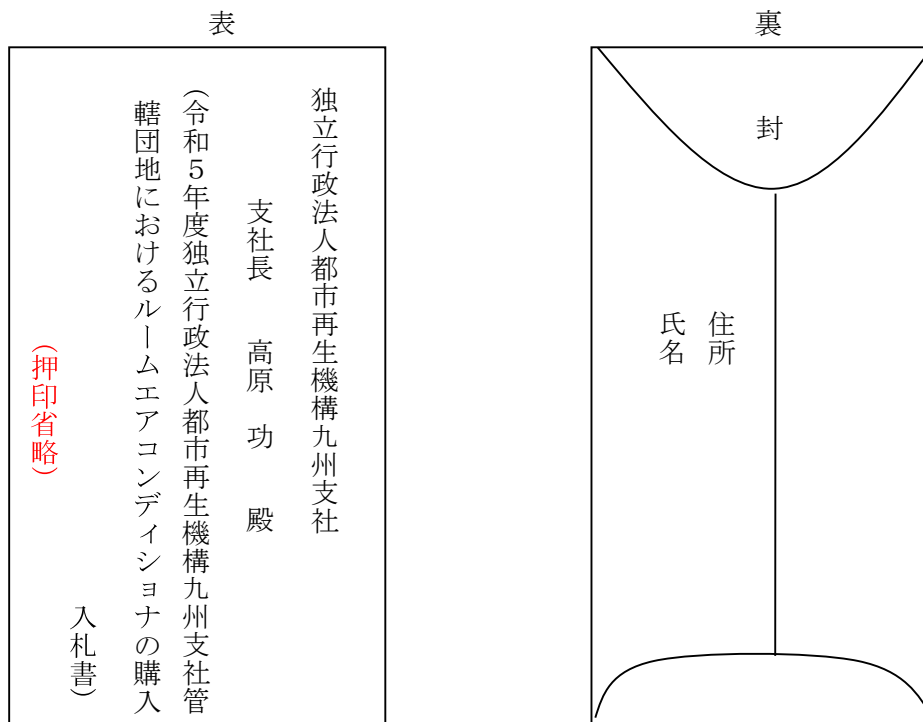 表
独立行政法人都市再生機構九州支社
支社長　高原　功　殿
(令和５年度独立行政法人都市再生機構九州支社管
轄団地におけるルームエアコンディショナの購入
入札書)
(押印省略)
裏
封
住所
氏名